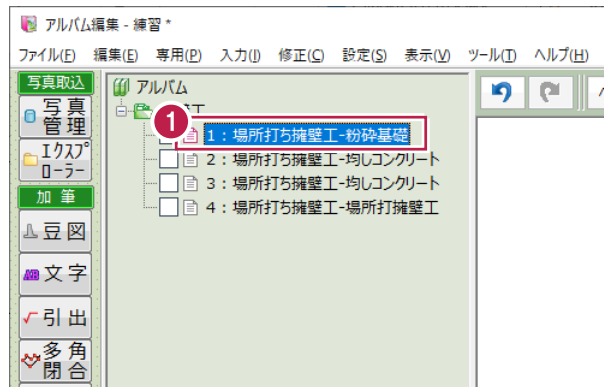 アルバム編集 - 練習 *
ファイル(F) 編集(E) 専用(P) 入力(I) 修正(C) 設定(S) 表示(V) ツール(T) ヘルプ(H)
写真取込
写真管理
エクスプローラー
加筆
豆図
AB 文字
引出
多角閉合
アルバム
工
1
1：場所打ち擁壁工-粉砕基礎
2：場所打ち擁壁工-均しコンクリート
3：場所打ち擁壁工-均しコンクリート
4：場所打ち擁壁工-場所打擁壁工